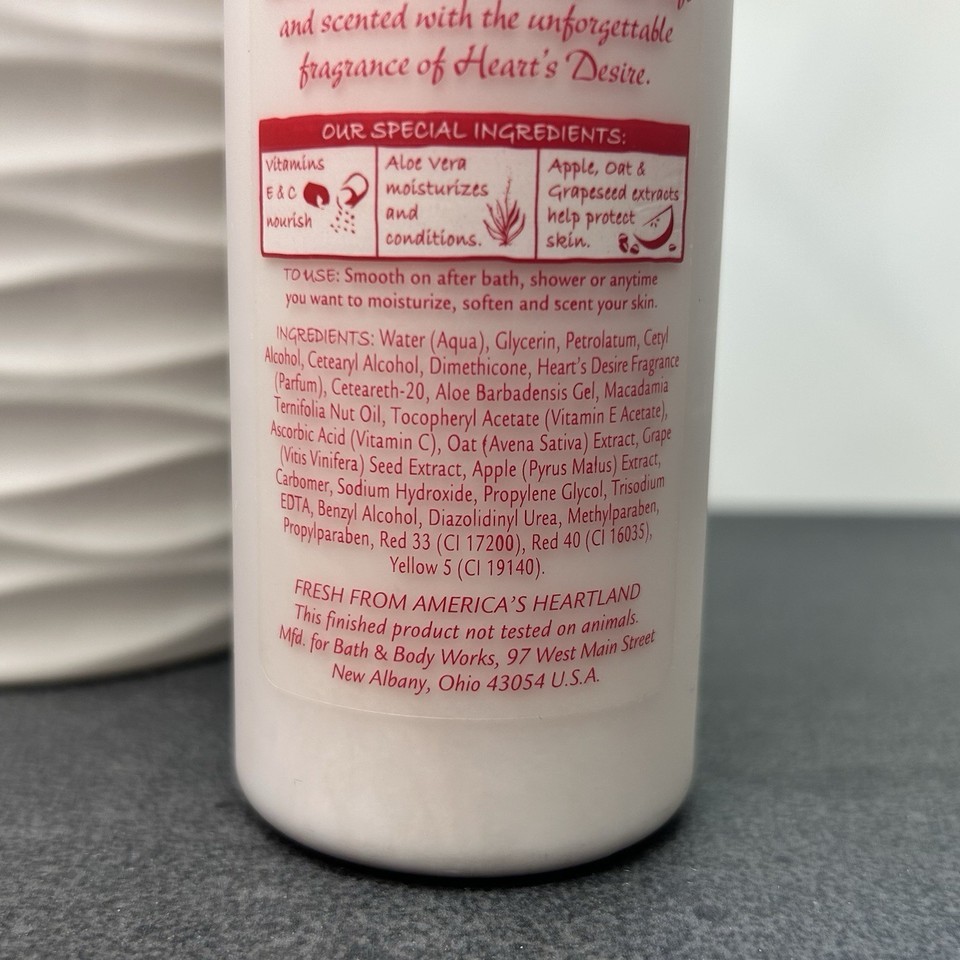 and scented with the unforgettable
fragrance of Heart's Desire.
OUR SPECIAL INGREDIENTS:
Vitamins
E & C
nourish
Aloe Vera
moisturizes
and
conditions.
Apple, Oat &
Grapeseed extracts
help protect
skin.
TO USE: Smooth on after bath, shower or anytime
you want to moisturize, soften and scent your skin.
INGREDIENTS: Water (Aqua), Glycerin, Petrolatum, Cetyl
Alcohol, Cetearyl Alcohol, Dimethicone, Heart's Desire Fragrance
(Parfum), Ceteareth-20, Aloe Barbadensis Gel, Macadamia
Ternifolia Nut Oil, Tocopheryl Acetate (Vitamin E Acetate),
Ascorbic Acid (Vitamin C), Oat (Avena Sativa) Extract, Grape
(Vitis Vinifera) Seed Extract, Apple (Pyrus Malus) Extract,
Carbomer, Sodium Hydroxide, Propylene Glycol, Trisodium
EDTA, Benzyl Alcohol, Diazolidinyl Urea, Methylparaben,
Propylparaben, Red 33 (CI 17200), Red 40 (CI 16035),
Yellow 5 (CI 19140).
FRESH FROM AMERICA'S HEARTLAND
This finished product not tested on animals.
Mfd. for Bath & Body Works, 97 West Main Street
New Albany, Ohio 43054 U.S.A.